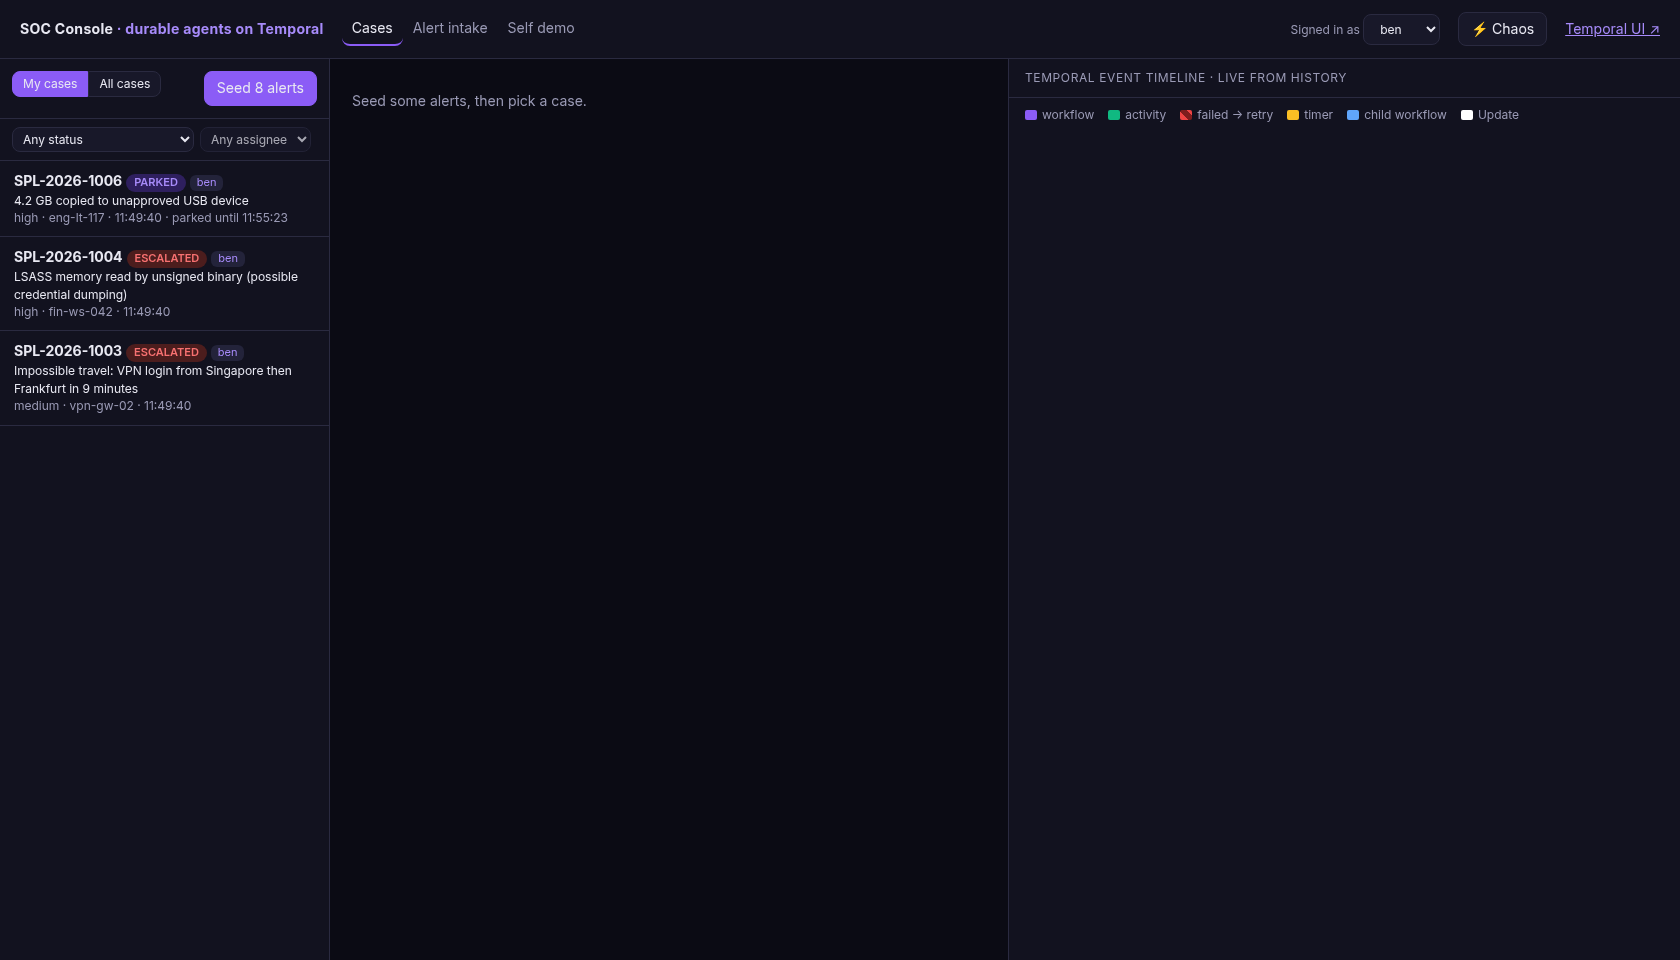 SOC Console · durable agents on Temporal
Cases
Alert intake
Self demo
Signed in as
ben
⚡ Chaos
Temporal UI ↗
My cases
All cases
Seed 8 alerts
Any status
Any assignee
SPL-2026-1006 PARKED ben
4.2 GB copied to unapproved USB device
high · eng-lt-117 · 11:49:40 · parked until 11:55:23
SPL-2026-1004 ESCALATED ben
LSASS memory read by unsigned binary (possible
credential dumping)
high · fin-ws-042 · 11:49:40
SPL-2026-1003 ESCALATED ben
Impossible travel: VPN login from Singapore then
Frankfurt in 9 minutes
medium · vpn-gw-02 · 11:49:40
Seed some alerts, then pick a case.
TEMPORAL EVENT TIMELINE · LIVE FROM HISTORY
workflow
activity
failed → retry
timer
child workflow
Update